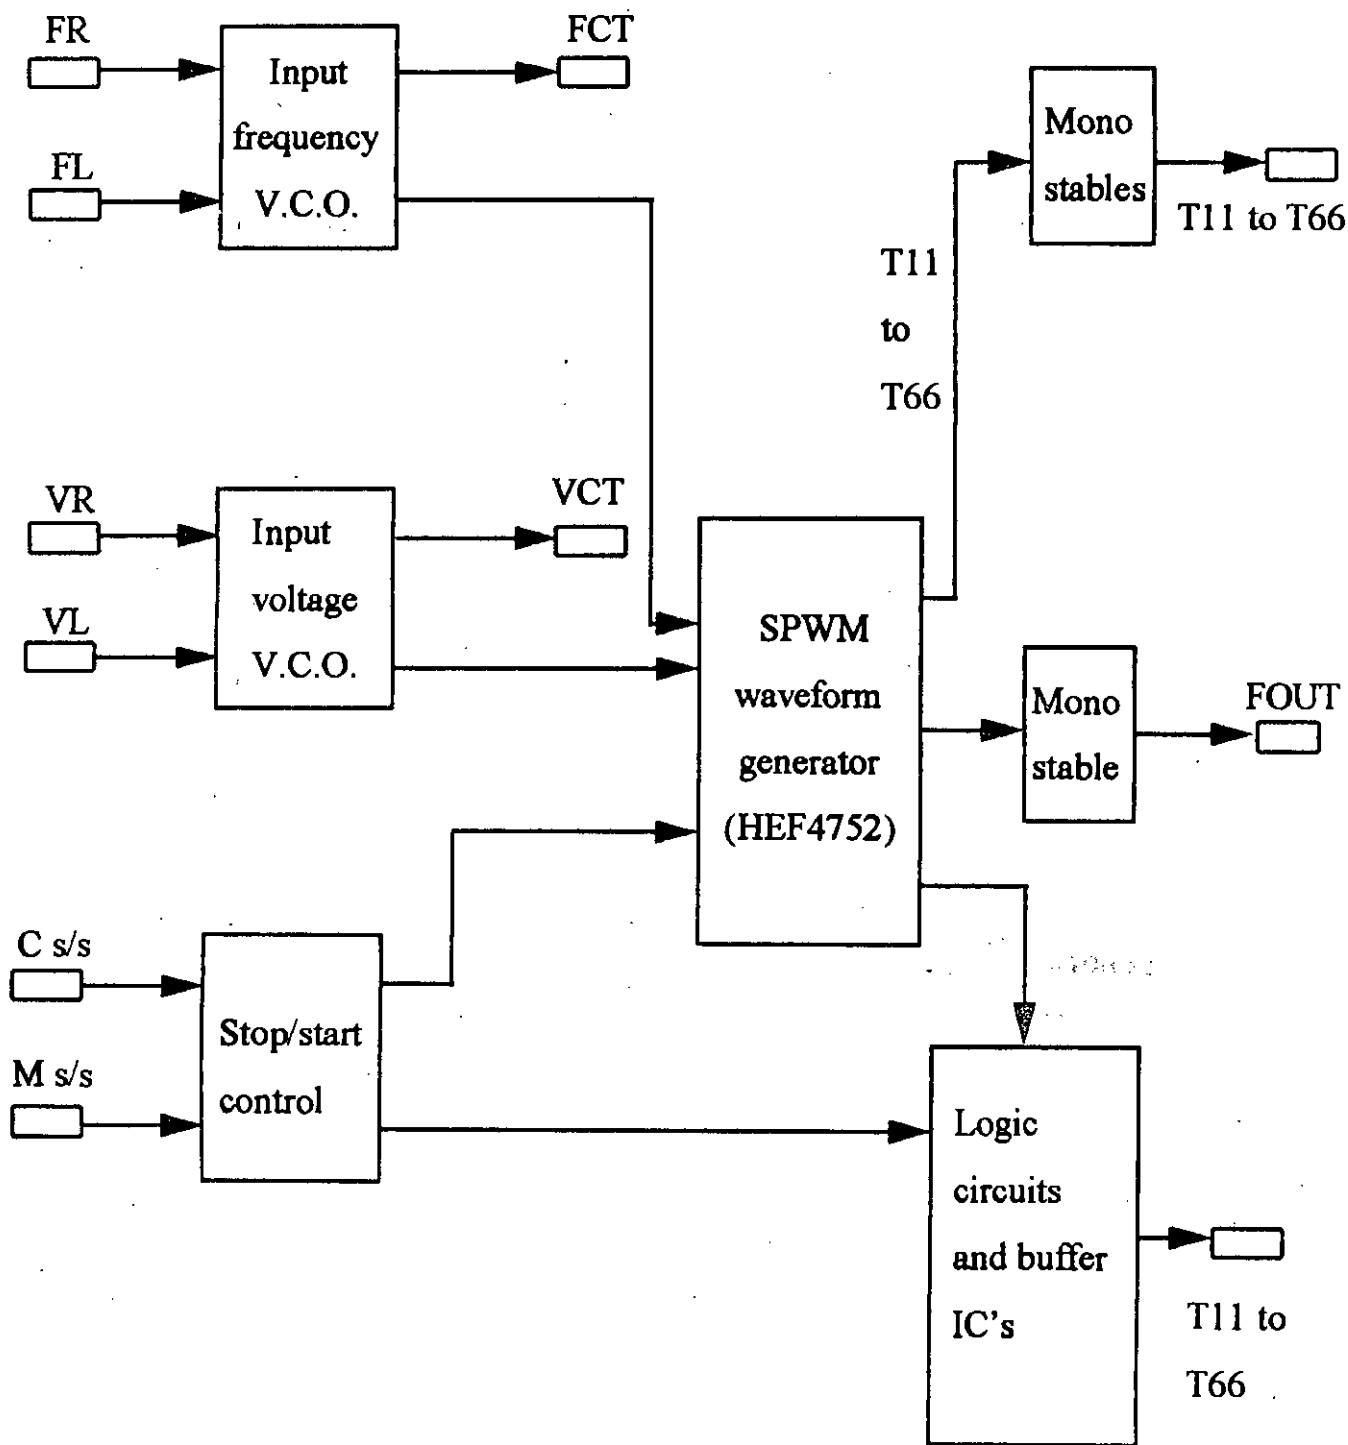 FR
FCT
Input
frequency
V.C.O.
FL
Mono
stables
T11 to T66
T11
to
T66
VR
VCT
Input
voltage
V.C.O.
VL
SPWM
waveform
generator
(HEF4752)
Mono
stable
FOUT
C s/s
M s/s
Stop/start
control
Logic
circuits
and buffer
IC's
T11 to
T66